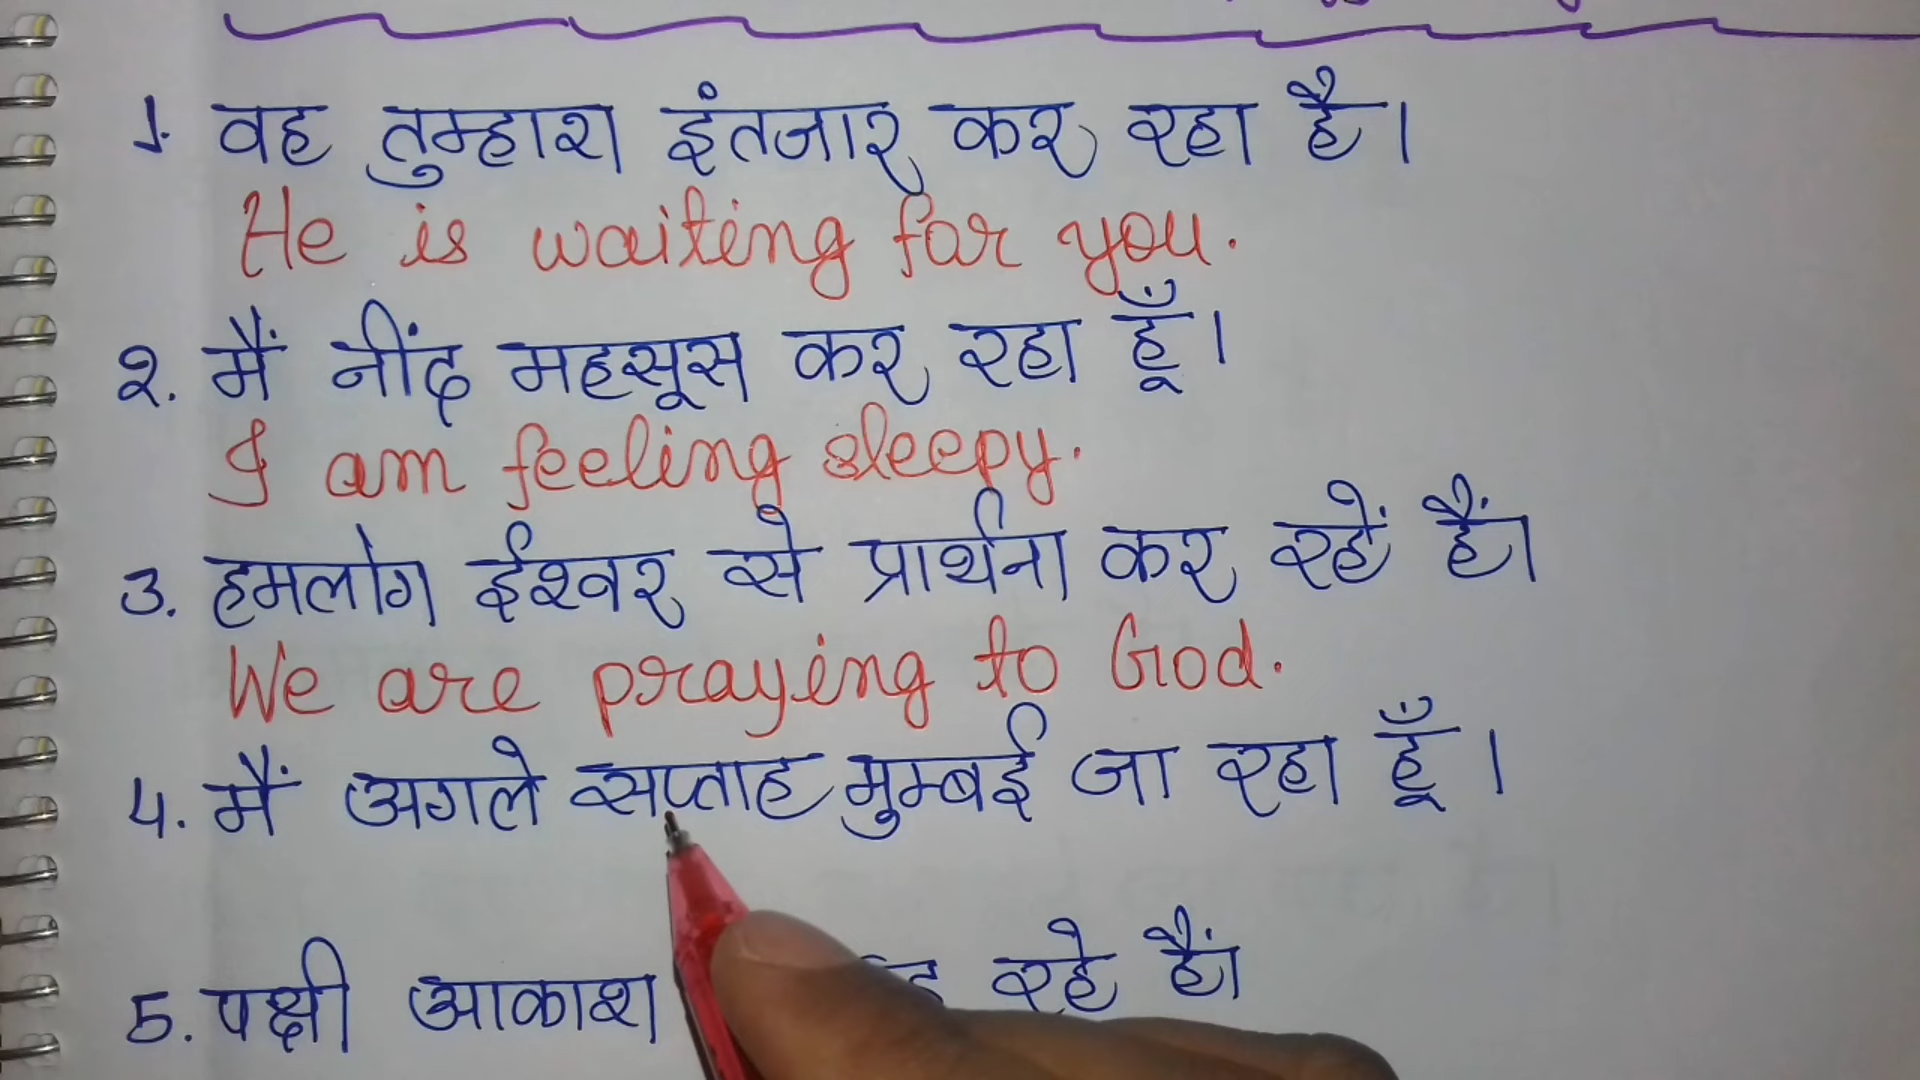 1. वह तुम्हारा इंतजार कर रहा है।
He is waiting for you.
2. मैं नींद महसूस कर रहा हूँ।
I am feeling sleepy.
3. हमलोग ईश्वर से प्रार्थना कर रहें हैं।
We are praying to God.
4. मैं अगले सप्ताह मुम्बई जा रहा हूँ।
5. पक्षी आकाश रहे हैं।